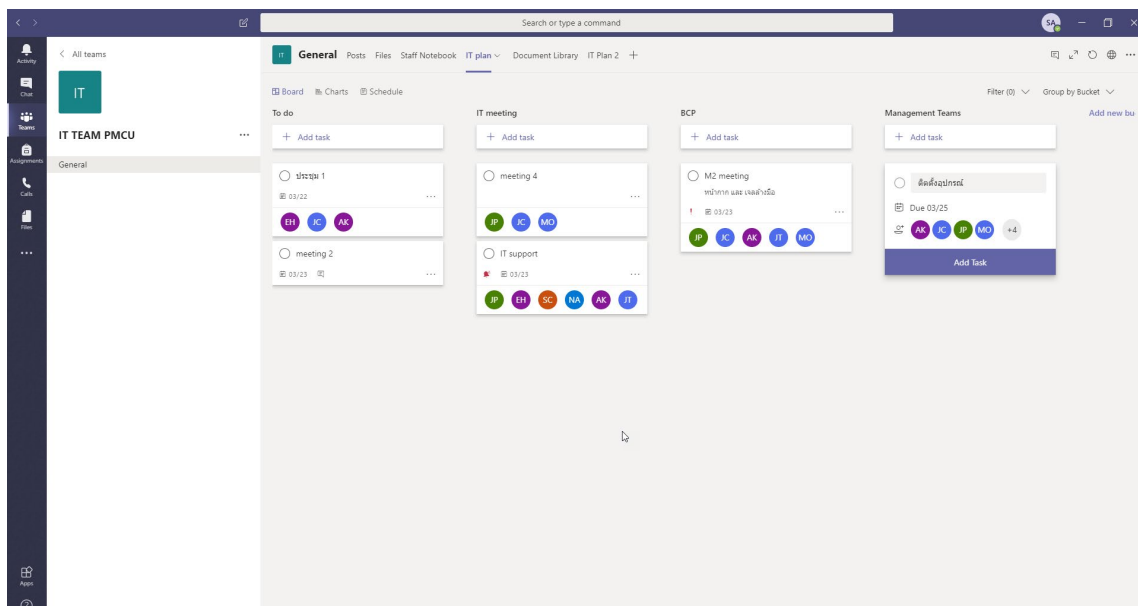 Search or type a command
SA
Activity
Chat
Teams
Assignments
Calls
Files
Apps
All teams
IT
IT TEAM PMCU
General
IT
General Posts Files Staff Notebook IT plan Document Library IT Plan 2
Board Charts Schedule
Filter (0) Group by Bucket
To do
Add task
ประชุม 1
03/22
EH JC AK
meeting 2
03/23
IT meeting
Add task
meeting 4
JP JC MO
IT support
03/23
JP EH SC NA AK JT
BCP
Add task
M2 meeting
หน้ากาก และ เจลล้างมือ
03/23
JP JC AK JT MO
Management Teams
Add task
ติดตั้งอุปกรณ์
Due 03/25
AK JC JP MO +4
Add Task
Add new bu